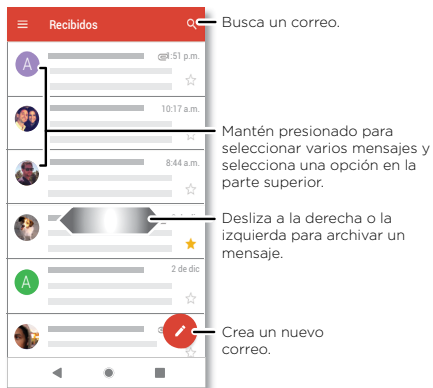 Recibidos
Busca un correo.
A
1:51 p.m.
10:17 a.m.
Mantén presionado para
seleccionar varios mensajes y
selecciona una opción en la
parte superior.
8:44 a.m.
Desliza a la derecha o la
izquierda para archivar un
mensaje.
A
2 de dic
Crea un nuevo
correo.